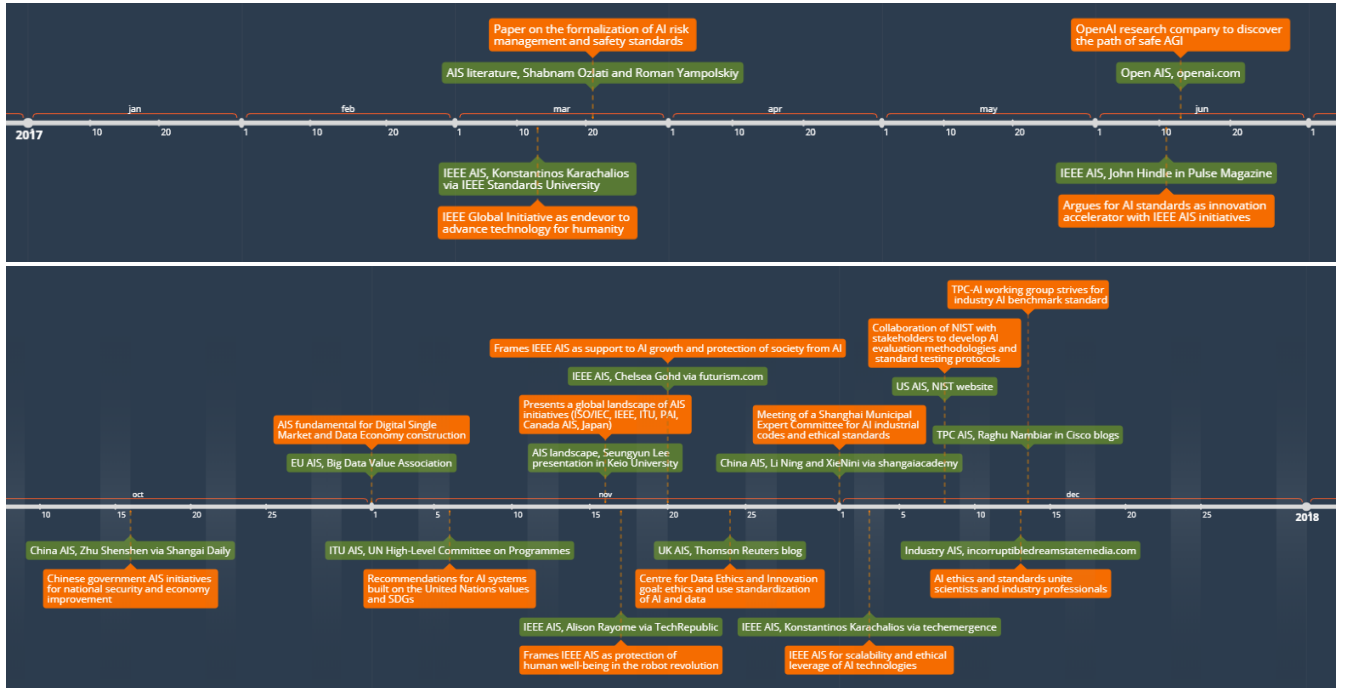 Paper on the formalization of AI risk
management and safety standards
AIS literature, Shabnam Ozlati and Roman Yampolskiy
OpenAI research company to discover
the path of safe AGI
Open AIS, openai.com
jan feb mar apr may jun
2017 10 20 1 10 20 1 10 20 1 10 20 1 10 20 1 10 20 1
IEEE AIS, Konstantinos Karachalios
via IEEE Standards University
IEEE Global Initiative as endevor to
advance technology for humanity
IEEE AIS, John Hindle in Pulse Magazine
Argues for AI standards as innovation
accelerator with IEEE AIS initiatives
TPC-AI working group strives for
industry AI benchmark standard
Collaboration of NIST with
stakeholders to develop AI
evaluation methodologies and
standard testing protocols
US AIS, NIST website
Frames IEEE AIS as support to AI growth and protection of society from AI
IEEE AIS, Chelsea Gohd via futurism.com
Presents a global landscape of AIS
initiatives (ISO/IEC, IEEE, ITU, PAI,
Canada AIS, Japan)
AIS landscape, Seungyun Lee
presentation in Keio University
Meeting of a Shanghai Municipal
Expert Committee for AI industrial
codes and ethical standards
China AIS, Li Ning and XieNini via shangaiacademy
TPC AIS, Raghu Nambiar in Cisco blogs
AIS fundamental for Digital Single
Market and Data Economy construction
EU AIS, Big Data Value Association
oct nov dec
10 15 20 25 1 5 10 15 20 25 1 5 10 15 20 25 2018
China AIS, Zhu Shenshen via Shangai Daily
Chinese government AIS initiatives
for national security and economy
improvement
ITU AIS, UN High-Level Committee on Programmes
Recommendations for AI systems
built on the United Nations values
and SDGs
UK AIS, Thomson Reuters blog
Centre for Data Ethics and Innovation
goal: ethics and use standardization
of AI and data
Industry AIS, incorruptibledreamstatemedia.com
AI ethics and standards unite
scientists and industry professionals
IEEE AIS, Alison Rayome via TechRepublic
Frames IEEE AIS as protection of
human well-being in the robot revolution
IEEE AIS, Konstantinos Karachalios via techemergence
IEEE AIS for scalability and ethical
leverage of AI technologies